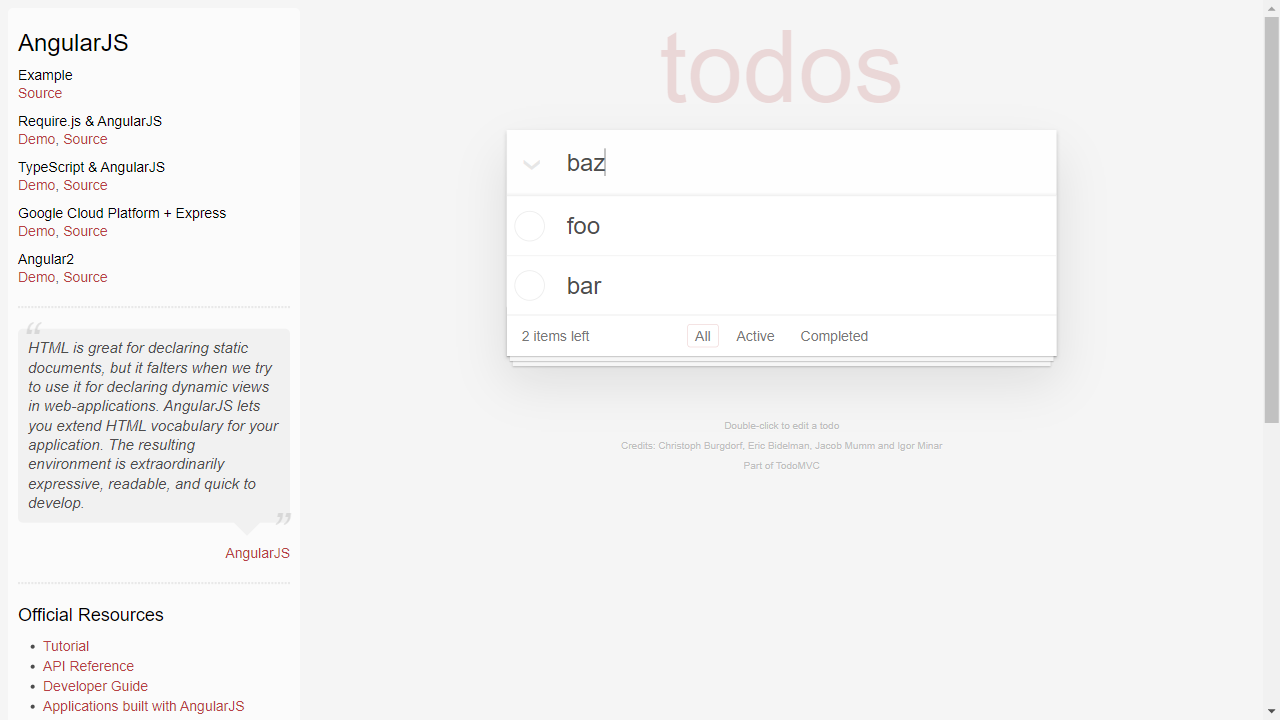 AngularJS
Example
Source
Require.js & AngularJS
Demo, Source
TypeScript & AngularJS
Demo, Source
Google Cloud Platform + Express
Demo, Source
Angular2
Demo, Source
“
HTML is great for declaring static
documents, but it falters when we try
to use it for declaring dynamic views
in web-applications. AngularJS lets
you extend HTML vocabulary for your
application. The resulting
environment is extraordinarily
expressive, readable, and quick to
develop.
”
AngularJS
Official Resources
• Tutorial
• API Reference
• Developer Guide
• Applications built with AngularJS
todos
baz
foo
bar
2 items left All Active Completed
Double-click to edit a todo
Credits: Christoph Burgdorf, Eric Bidelman, Jacob Mumm and Igor Minar
Part of TodoMVC